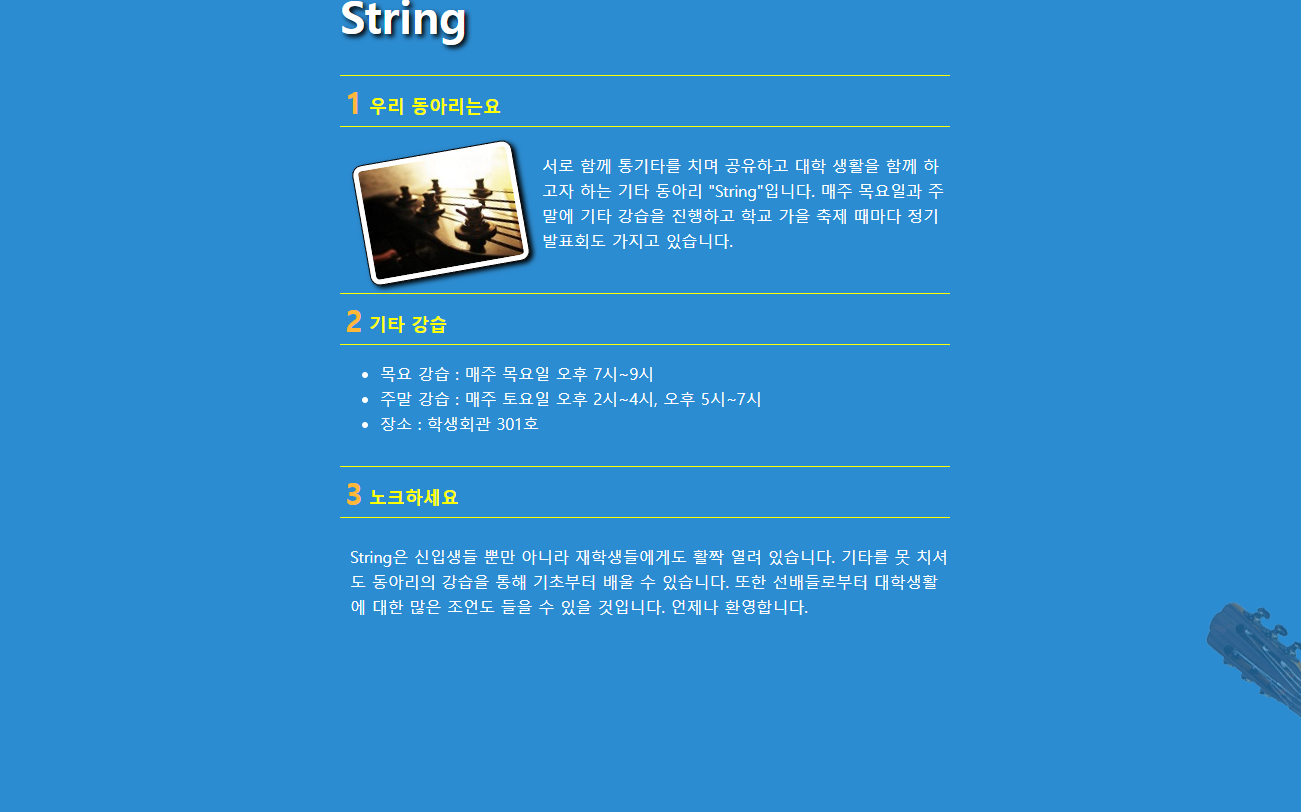 String
1 우리 동아리는요
서로 함께 통기타를 치며 공유하고 대학 생활을 함께 하
고자 하는 기타 동아리 "String"입니다. 매주 목요일과 주
말에 기타 강습을 진행하고 학교 가을 축제 때마다 정기
발표회도 가지고 있습니다.
2 기타 강습
• 목요 강습 : 매주 목요일 오후 7시~9시
• 주말 강습 : 매주 토요일 오후 2시~4시, 오후 5시~7시
• 장소 : 학생회관 301호
3 노크하세요
String은 신입생들 뿐만 아니라 재학생들에게도 활짝 열려 있습니다. 기타를 못 치셔
도 동아리의 강습을 통해 기초부터 배울 수 있습니다. 또한 선배들로부터 대학생활
에 대한 많은 조언도 들을 수 있을 것입니다. 언제나 환영합니다.